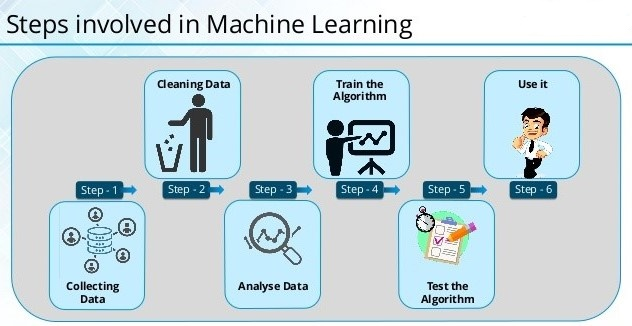 Steps involved in Machine Learning
Cleaning Data
Train the
Algorithm
Use it
Step - 1
Step - 2
Step - 3
Step - 4
Step - 5
Step - 6
Collecting
Data
Analyse Data
Test the
Algorithm